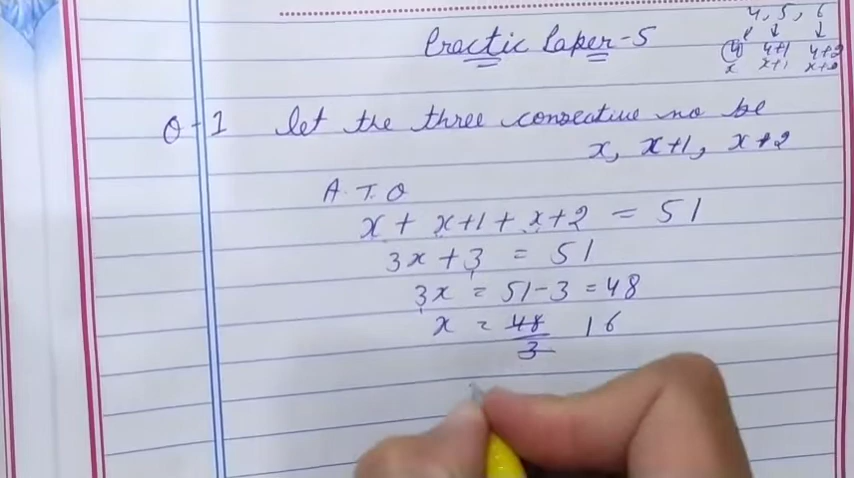 4, 5, 6
↓ ↓ ↓
4 4+1 4+2
x x+1 x+2
Practic Paper-5
Q-1 let the three consecutive no be
x, x+1, x+2
A.T.Q
x + x+1 + x+2 = 51
3x + 3 = 51
3x = 51-3 = 48
x = 48/3 16